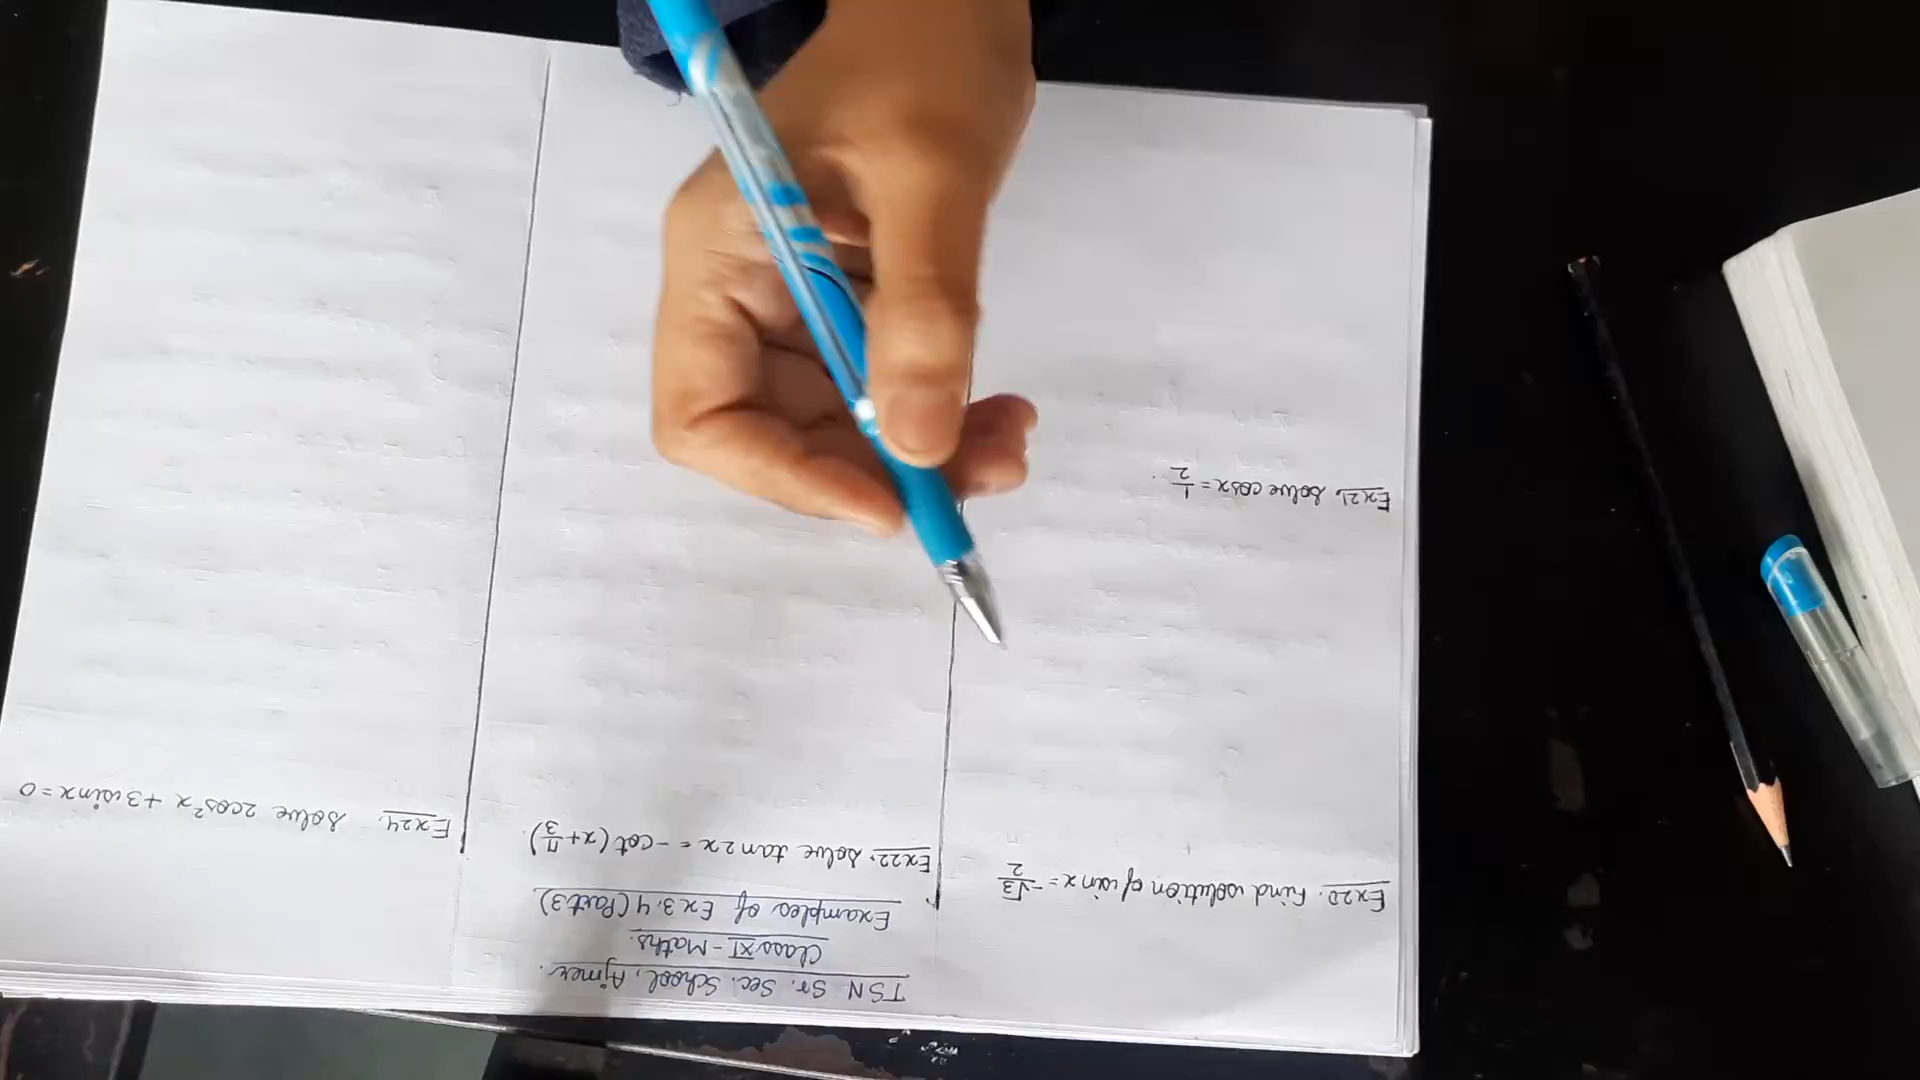 TSN Sr. Sec. School, Ajmer.
Class XI - Maths.
Examples of Ex 3.4 (Part 3)
Ex20. Find solution of sin x = -√3/2
Ex21. Solve cos x = 1/2.
Ex22. Solve tan 2x = -cot (x + π/3)
Ex24. Solve 2cos²x + 3 sin x = 0